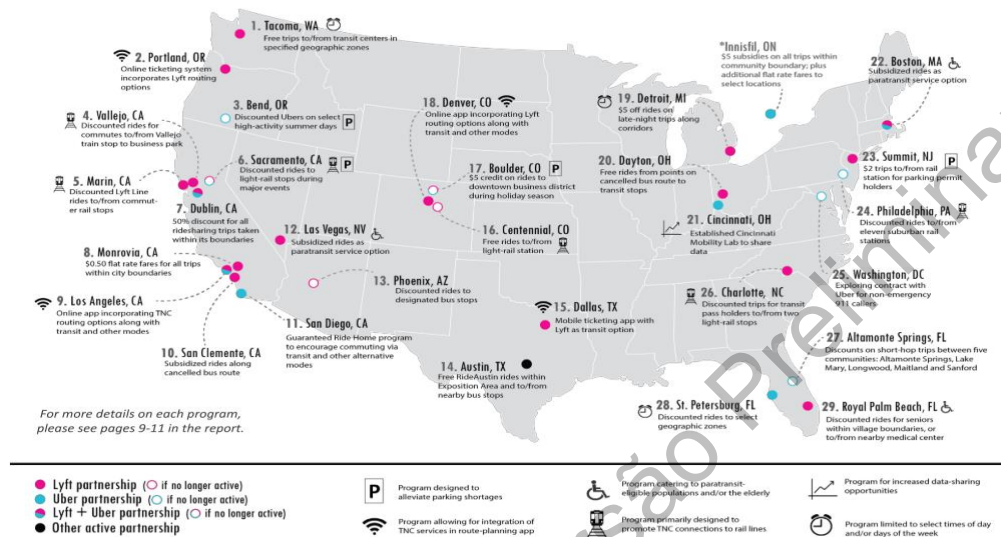 1. Tacoma, WA
Free trips to/from transit centers in
specified geographic zones
2. Portland, OR
Online ticketing system
incorporates Lyft routing
options
3. Bend, OR
Discounted Ubers on select
high-activity summer days
P
4. Vallejo, CA
Discounted rides for
commutes to/from Vallejo
train stop to business park
5. Marin, CA
Discounted Lyft Line
rides to/from commut-
er rail stops
6. Sacramento, CA
P
Discounted rides to
light-rail stops during
major events
7. Dublin, CA
50% discount for all
ridesharing trips taken
within its boundaries
8. Monrovia, CA
$0.50 flat rate fares for all trips
within city boundaries
9. Los Angeles, CA
Online app incorporating TNC
routing options along with
transit and other modes
10. San Clemente, CA
Subsidized rides along
cancelled bus route
11. San Diego, CA
Guaranteed Ride Home program
to encourage commuting via
transit and other alternative
modes
12. Las Vegas, NV
Subsidized rides as
paratransit service option
13. Phoenix, AZ
Discounted rides to
designated bus stops
14. Austin, TX
Free RideAustin rides within
Exposition Area and to/from
nearby bus stops
15. Dallas, TX
Mobile ticketing app with
Lyft as transit option
16. Centennial, CO
Free rides to/from
light-rail station
17. Boulder, CO
P
$5 credit on rides to
downtown business district
during holiday season
18. Denver, CO
Online app incorporating Lyft
routing options along with
transit and other modes
19. Detroit, MI
$5 off rides on
late-night trips along
corridors
20. Dayton, OH
Free rides from points on
cancelled bus route to
transit stops
21. Cincinnati, OH
Established Cincinnati
Mobility Lab to share
data
*Innisfil, ON
$5 subsidies on all trips within
community boundary; plus
additional flat rate fares to
select locations
22. Boston, MA
Subsidized rides as
paratransit service option
23. Summit, NJ
P
$2 trips to/from rail
station for parking permit
holders
24. Philadelphia, PA
Discounted rides to/from
eleven suburban rail
stations
25. Washington, DC
Exploring contract with
Uber for non-emergency
911 callers
26. Charlotte, NC
Discounted trips for transit
pass holders to/from two
light-rail stops
27. Altamonte Springs, FL
Discounts on short-hop trips between five
communities: Altamonte Springs, Lake
Mary, Longwood, Maitland and Sanford
28. St. Petersburg, FL
Discounted rides to select
geographic zones
29. Royal Palm Beach, FL
Discounted rides for seniors
within village boundaries, or
to/from nearby medical center
For more details on each program,
please see pages 9-11 in the report.
Lyft partnership (if no longer active)
Uber partnership (if no longer active)
Lyft + Uber partnership (if no longer active)
Other active partnership
P
Program designed to
alleviate parking shortages
Program allowing for integration of
TNC services in route-planning app
Program catering to paratransit-
eligible populations and/or the elderly
Program primarily designed to
promote TNC connections to rail lines
Program for increased data-sharing
opportunities
Program limited to select times of day
and/or days of the week
são Prelimina